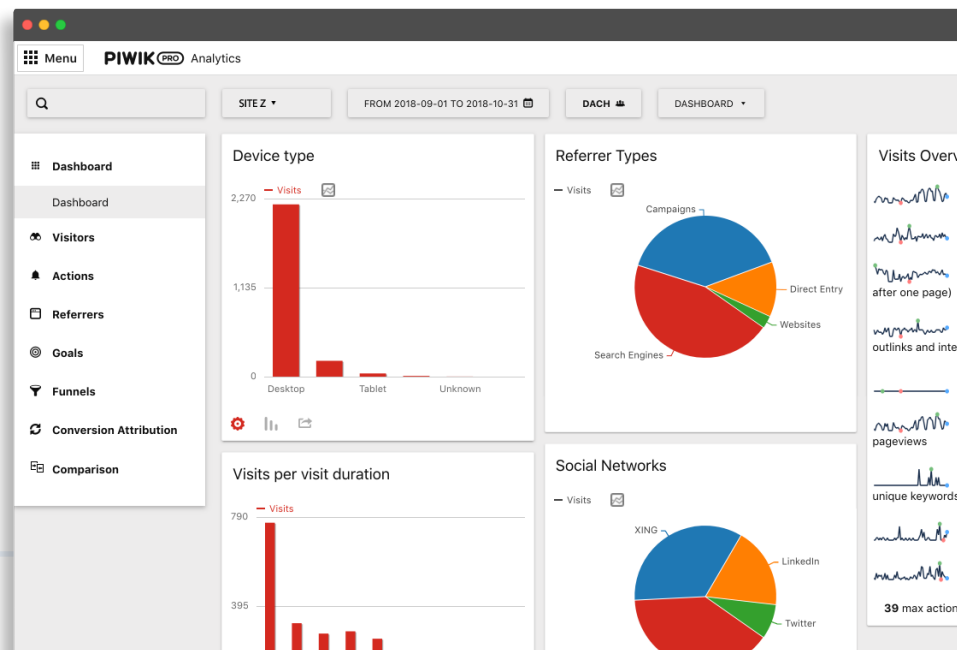 Menu
PIWIK PRO Analytics
SITE Z
FROM 2018-09-01 TO 2018-10-31
DACH
DASHBOARD
Dashboard
Dashboard
Visitors
Actions
Referrers
Goals
Funnels
Conversion Attribution
Comparison
Device type
Visits
2,270
1,135
0
Desktop
Tablet
Unknown
Visits per visit duration
Visits
790
395
Referrer Types
Visits
Campaigns
Direct Entry
Websites
Search Engines
Social Networks
Visits
XING
LinkedIn
Twitter
Visits Overv
after one page)
outlinks and inte
pageviews
unique keywords
39 max action